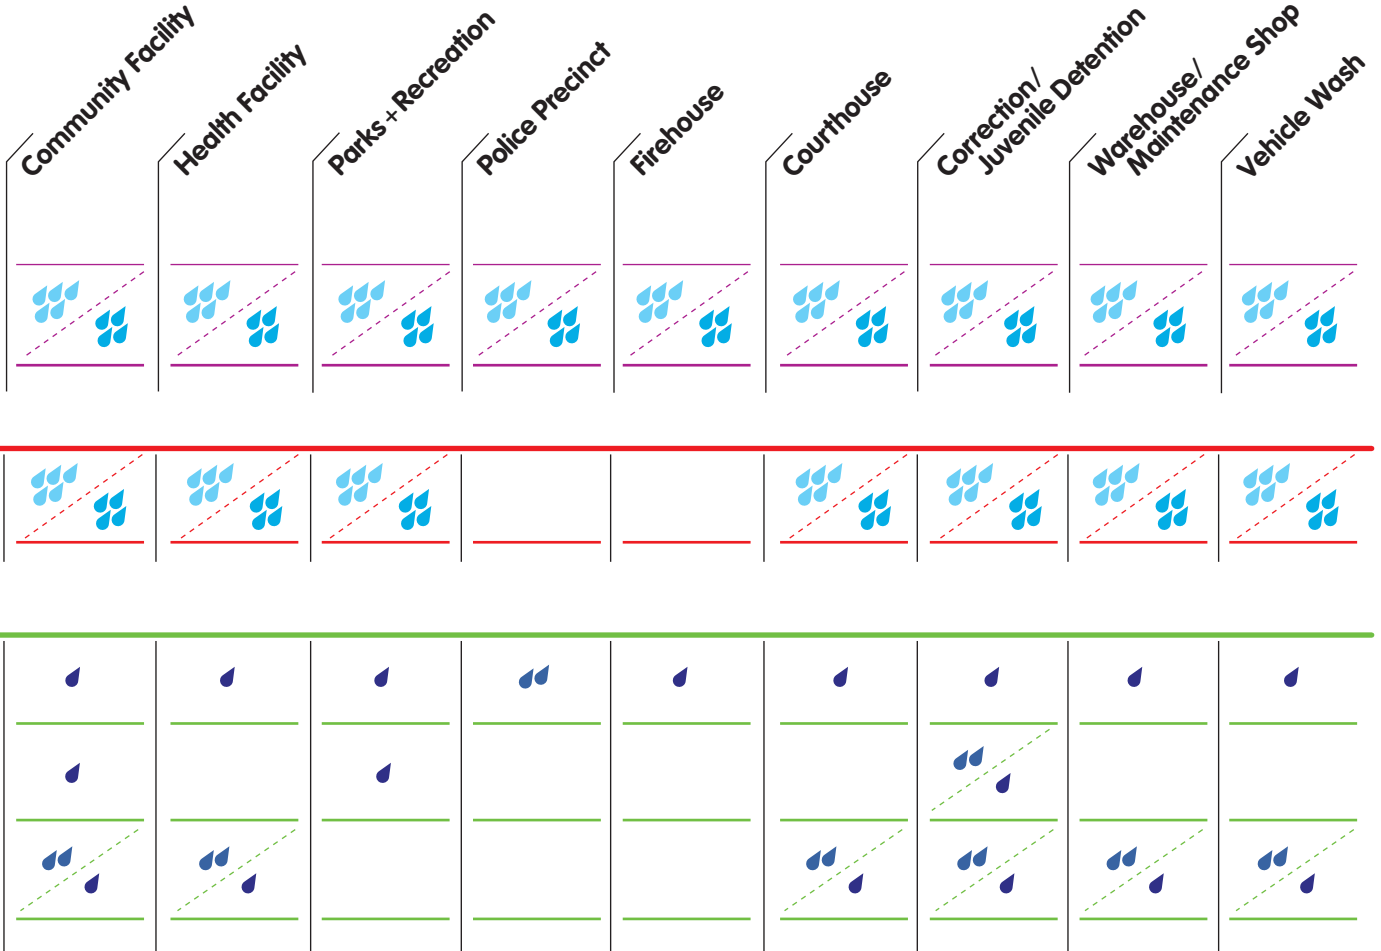 Community Facility
Health Facility
Parks + Recreation
Police Precinct
Firehouse
Courthouse
Correction/
Juvenile Detention
Warehouse/
Maintenance Shop
Vehicle Wash